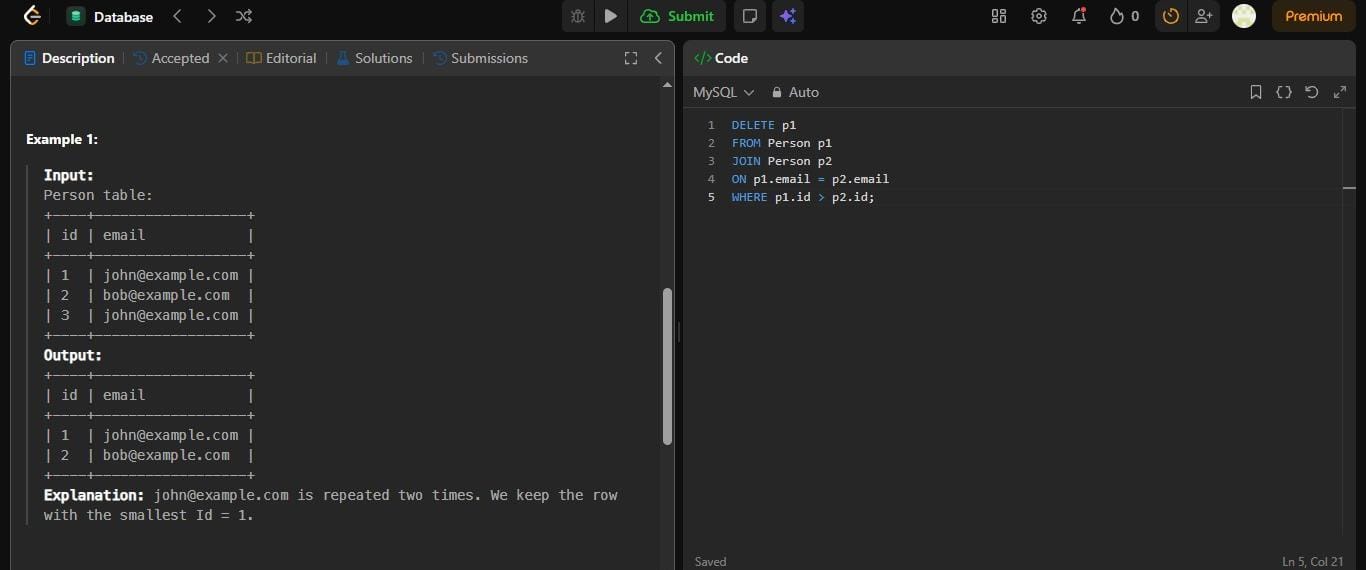 Database
Submit
0
Premium
Description
Accepted
Editorial
Solutions
Submissions
Example 1:
Input:
Person table:
+----+------------------+
| id | email            |
+----+------------------+
| 1  | john@example.com |
| 2  | bob@example.com  |
| 3  | john@example.com |
+----+------------------+
Output:
+----+------------------+
| id | email            |
+----+------------------+
| 1  | john@example.com |
| 2  | bob@example.com  |
+----+------------------+
Explanation: john@example.com is repeated two times. We keep the row
with the smallest Id = 1.
</> Code
MySQL
Auto
1 DELETE p1
2 FROM Person p1
3 JOIN Person p2
4 ON p1.email = p2.email
5 WHERE p1.id > p2.id;
Saved
Ln 5, Col 21